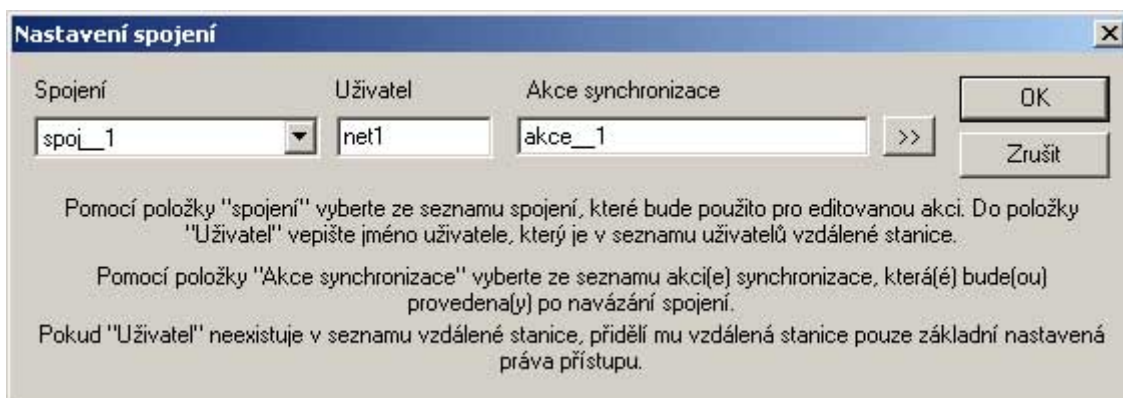 Nastavení spojení
Spojení
Uživatel
Akce synchronizace
OK
spoj__1
net1
akce__1
>>
Zrušit
Pomocí položky "spojení" vyberte ze seznamu spojení, které bude použito pro editovanou akci. Do položky
"Uživatel" vepište jméno uživatele, který je v seznamu uživatelů vzdálené stanice.
Pomocí položky "Akce synchronizace" vyberte ze seznamu akci(e) synchronizace, která(é) bude(ou)
provedena(y) po navázání spojení.
Pokud "Uživatel" neexistuje v seznamu vzdálené stanice, přidělí mu vzdálená stanice pouze základní nastavená
práva přístupu.